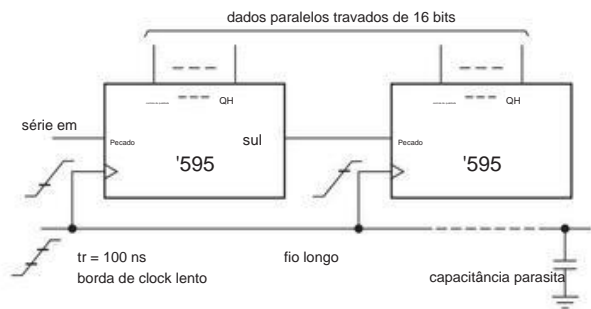 dados paralelos travados de 16 bits
QH
QH
série em
Pecado
sul
Pecado
'595
'595
tr = 100 ns
borda de clock lento
fio longo
capacitância parasita